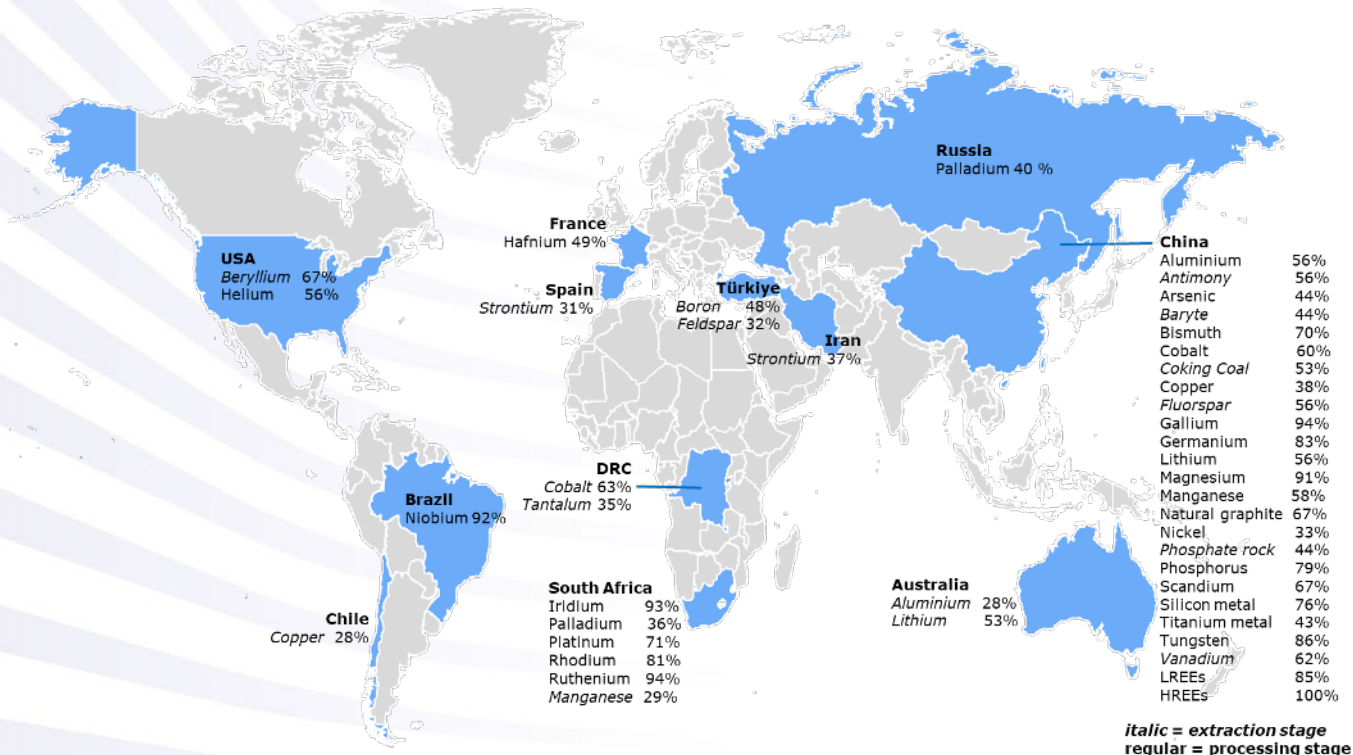 Russia
Palladium 40 %
France
Hafnium 49%
China
Aluminium 56%
Antimony 56%
Arsenic 44%
Baryte 44%
Bismuth 70%
Cobalt 60%
Coking Coal 53%
Copper 38%
Fluorspar 56%
Gallium 94%
Germanium 83%
Lithium 56%
Magnesium 91%
Manganese 58%
Natural graphite 67%
Nickel 33%
Phosphate rock 44%
Phosphorus 79%
Scandium 67%
Silicon metal 76%
Titanium metal 43%
Tungsten 86%
Vanadium 62%
LREEs 85%
HREEs 100%
USA
Beryllium 67%
Helium 56%
Spain
Strontium 31%
Türkiye
Boron 48%
Feldspar 32%
Iran
Strontium 37%
DRC
Cobalt 63%
Tantalum 35%
Brazil
Niobium 92%
South Africa
Iridium 93%
Palladium 36%
Platinum 71%
Rhodium 81%
Ruthenium 94%
Manganese 29%
Australia
Aluminium 28%
Lithium 53%
Chile
Copper 28%
italic = extraction stage
regular = processing stage